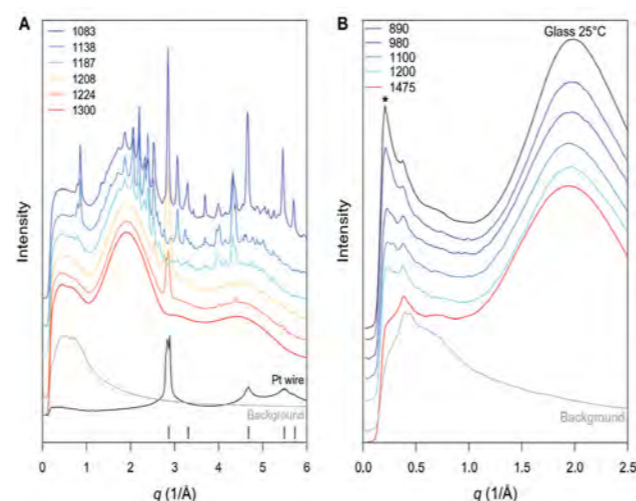 A
1083
1138
1187
1208
1224
1300
Intensity
Pt wire
Background
0 1 2 3 4 5 6
q (1/Å)
B
890
980
1100
1200
1475
Glass 25°C
*
Intensity
Background
0.0 0.5 1.0 1.5 2.0 2.5
q (1/Å)